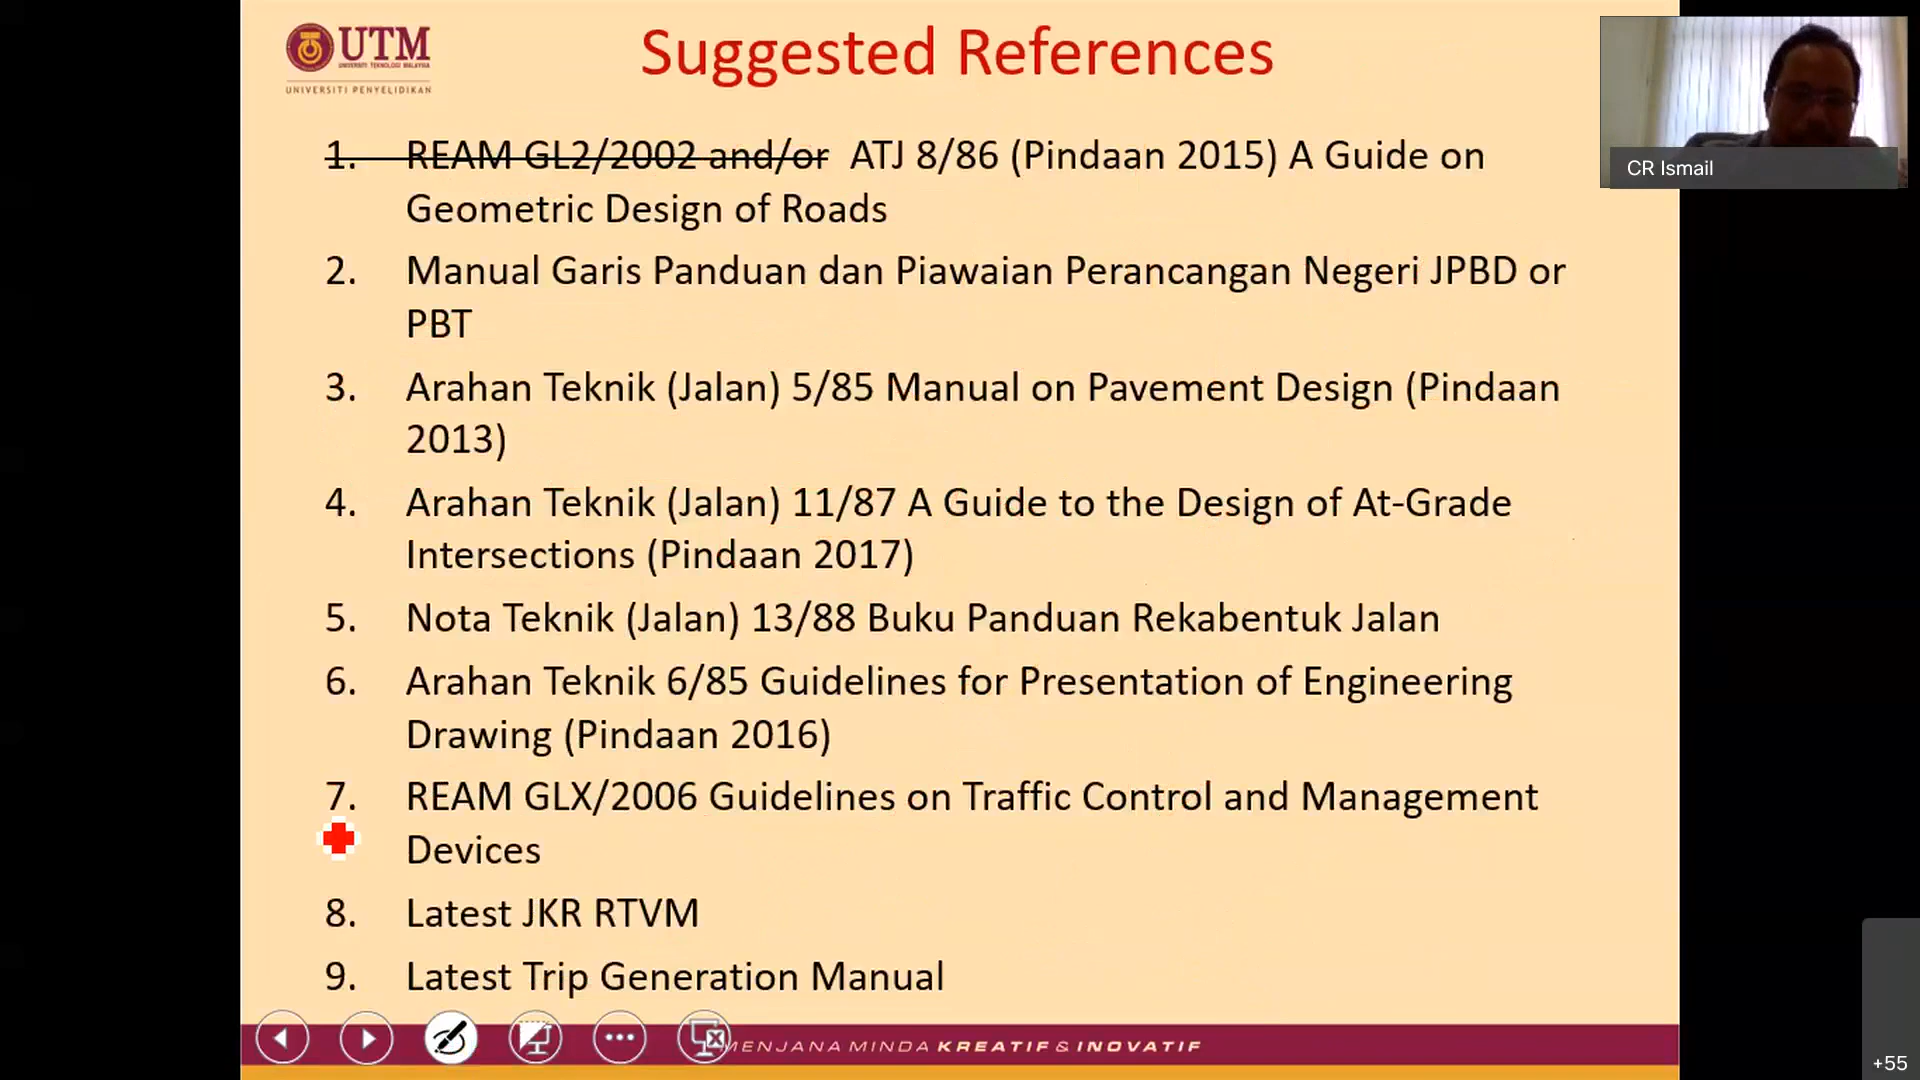 UTM
UNIVERSITI TEKNOLOGI MALAYSIA
UNIVERSITI PENYELIDIKAN
Suggested References
CR Ismail
1. REAM GL2/2002 and/or ATJ 8/86 (Pindaan 2015) A Guide on
Geometric Design of Roads
2. Manual Garis Panduan dan Piawaian Perancangan Negeri JPBD or
PBT
3. Arahan Teknik (Jalan) 5/85 Manual on Pavement Design (Pindaan
2013)
4. Arahan Teknik (Jalan) 11/87 A Guide to the Design of At-Grade
Intersections (Pindaan 2017)
5. Nota Teknik (Jalan) 13/88 Buku Panduan Rekabentuk Jalan
6. Arahan Teknik 6/85 Guidelines for Presentation of Engineering
Drawing (Pindaan 2016)
7. REAM GLX/2006 Guidelines on Traffic Control and Management
Devices
8. Latest JKR RTVM
9. Latest Trip Generation Manual
MENJANA MINDA KREATIF & INOVATIF
+55